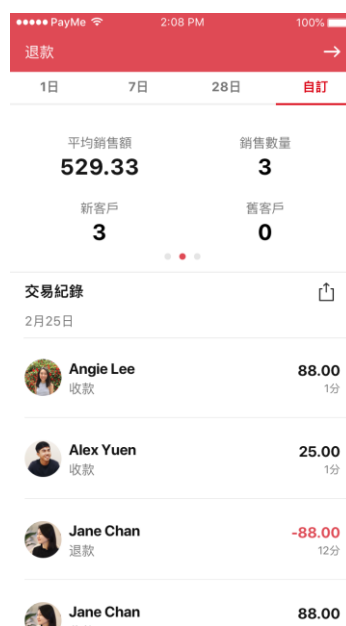 PayMe 2:08 PM 100%
退款 →
1日 7日 28日 自訂
平均銷售額 銷售數量
529.33 3
新客戶 舊客戶
3 0
交易紀錄
2月25日
Angie Lee 88.00
收款 1分
Alex Yuen 25.00
收款 1分
Jane Chan -88.00
退款 12分
Jane Chan 88.00